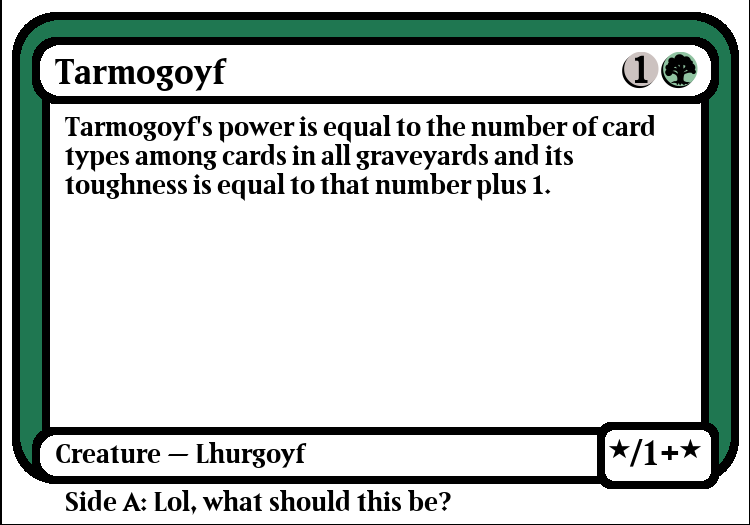 Tarmogoyf 1
Tarmogoyf's power is equal to the number of card
types among cards in all graveyards and its
toughness is equal to that number plus 1.
Creature — Lhurgoyf
★/1+★
Side A: Lol, what should this be?